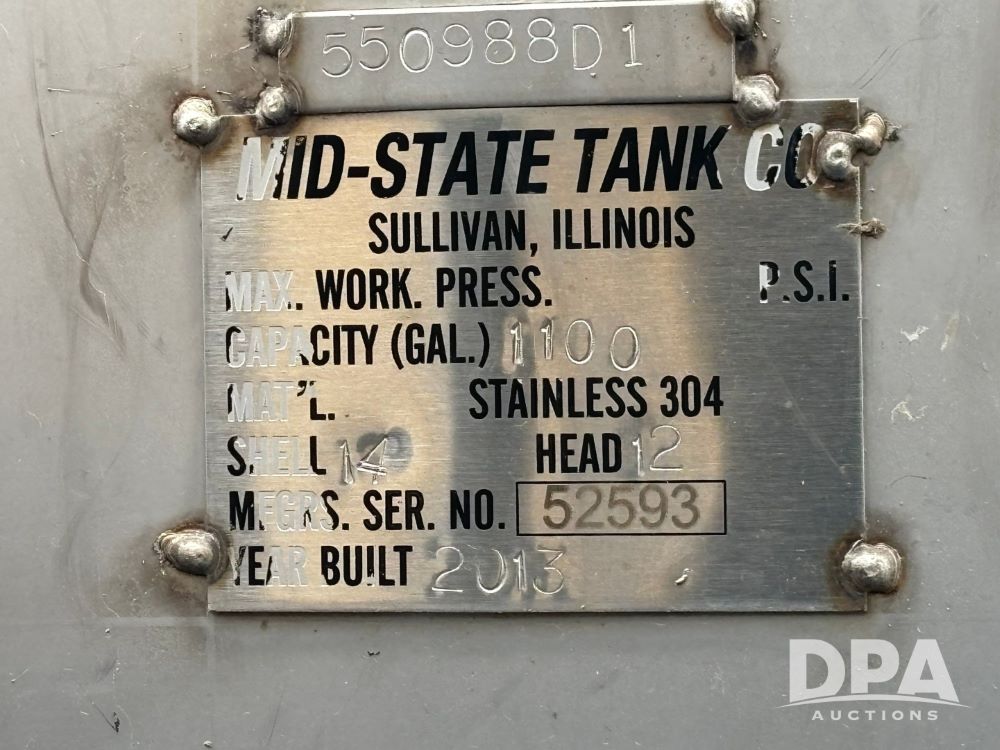 550988D1
MID-STATE TANK CO
SULLIVAN, ILLINOIS
MAX. WORK. PRESS. P.S.I.
CAPACITY (GAL.) 1100
MAT'L. STAINLESS 304
SHELL 14 HEAD 12
MFGRS. SER. NO. 52593
YEAR BUILT 2013
DPA
AUCTIONS